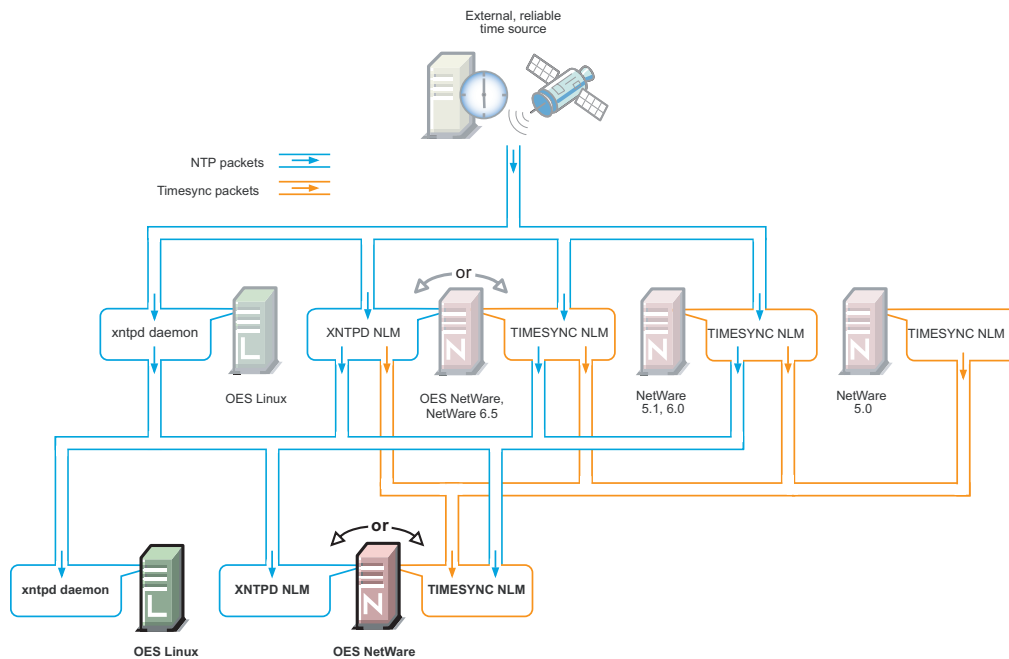 External, reliable
time source
NTP packets
Timesync packets
or
xntpd daemon
XNTPD NLM
TIMESYNC NLM
TIMESYNC NLM
TIMESYNC NLM
L
N
N
N
OES Linux
OES NetWare,
NetWare 6.5
NetWare
5.1, 6.0
NetWare
5.0
or
xntpd daemon
XNTPD NLM
TIMESYNC NLM
L
N
OES Linux
OES NetWare